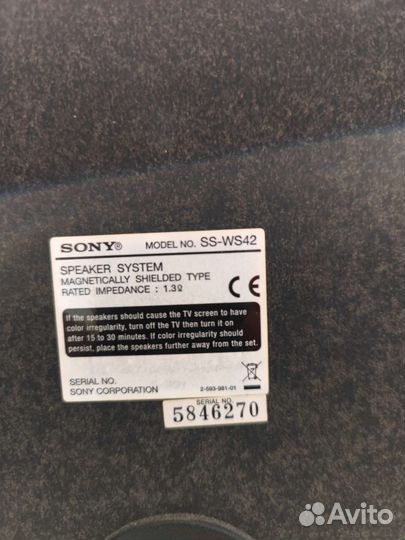 SONY® MODEL NO. SS-WS42
SPEAKER SYSTEM
MAGNETICALLY SHIELDED TYPE
RATED IMPEDANCE : 1.3Ω
CE
If the speakers should cause the TV screen to have
color irregularity, turn off the TV then turn it on
after 15 to 30 minutes. If color irregularity should
persist, place the speakers further away from the set.
SERIAL NO.
SONY CORPORATION 2-593-981-01
SERIAL NO.
5846270
Avito